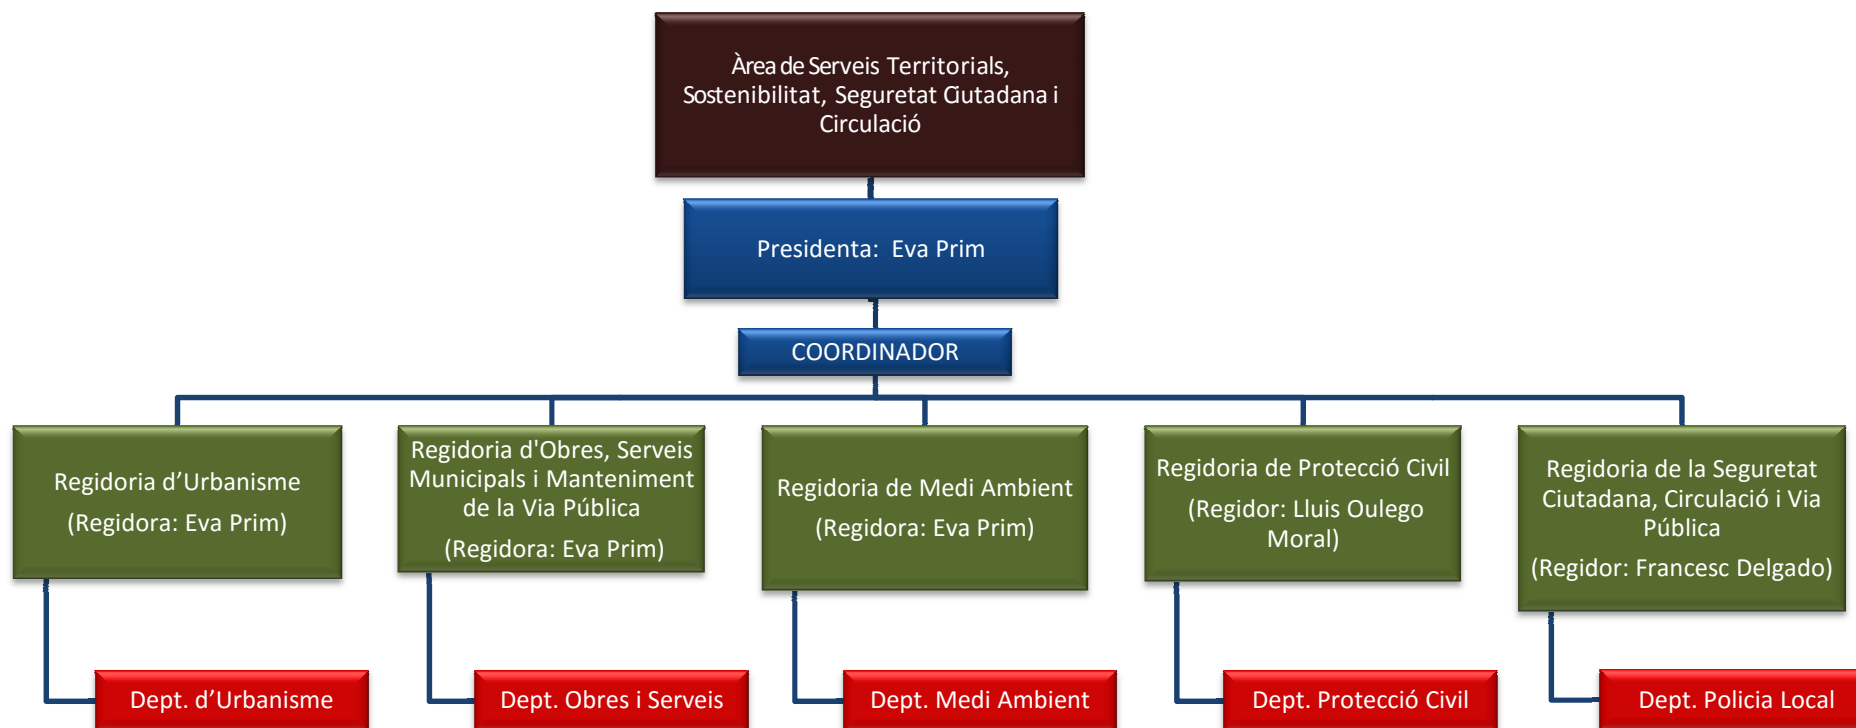 Àrea de Serveis Territorials,
Sostenibilitat, Seguretat Ciutadana i
Circulació
Presidenta: Eva Prim
COORDINADOR
Regidoria d’Urbanisme
(Regidora: Eva Prim)
Regidoria d'Obres, Serveis
Municipals i Manteniment
de la Via Pública
(Regidora: Eva Prim)
Regidoria de Medi Ambient
(Regidora: Eva Prim)
Regidoria de Protecció Civil
(Regidor: Lluis Oulego
Moral)
Regidoria de la Seguretat
Ciutadana, Circulació i Via
Pública
(Regidor: Francesc Delgado)
Dept. d’Urbanisme
Dept. Obres i Serveis
Dept. Medi Ambient
Dept. Protecció Civil
Dept. Policia Local